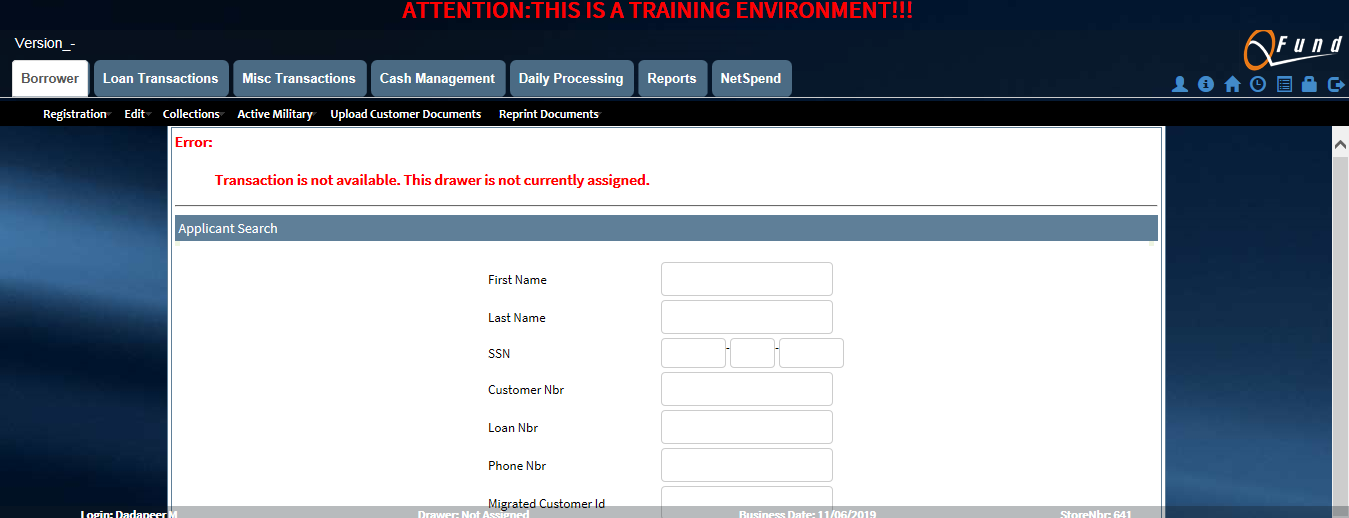 ATTENTION:THIS IS A TRAINING ENVIRONMENT!!!
Version_-
QFund
Borrower Loan Transactions Misc Transactions Cash Management Daily Processing Reports NetSpend
Registration Edit Collections Active Military Upload Customer Documents Reprint Documents
Error:
Transaction is not available. This drawer is not currently assigned.
Applicant Search
First Name
Last Name
SSN - -
Customer Nbr
Loan Nbr
Phone Nbr
Migrated Customer Id
Login: Dadapeer M Drawer: Not Assigned Business Date: 11/06/2019 StoreNbr: 641